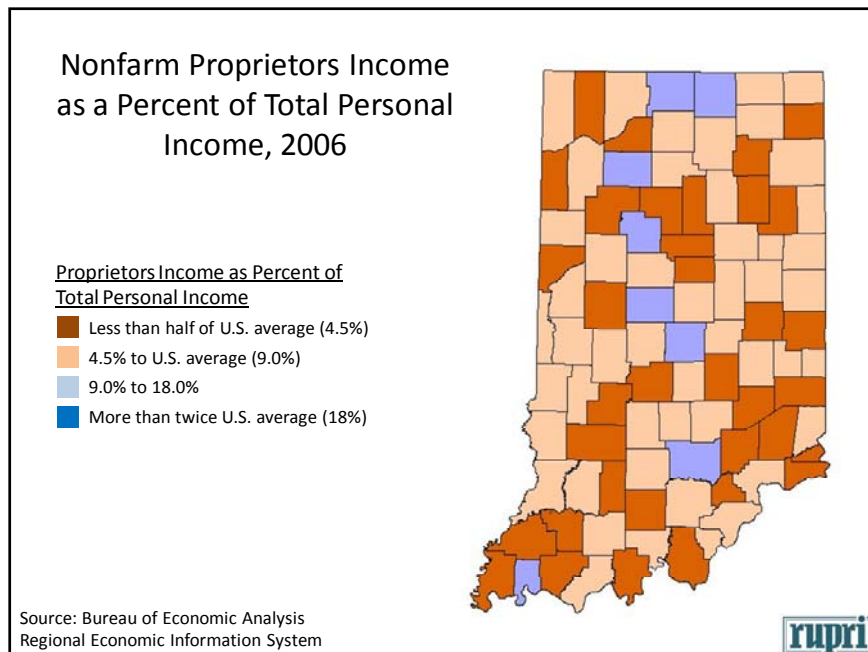 Nonfarm Proprietors Income
as a Percent of Total Personal
Income, 2006
Proprietors Income as Percent of
Total Personal Income
Less than half of U.S. average (4.5%)
4.5% to U.S. average (9.0%)
9.0% to 18.0%
More than twice U.S. average (18%)
Source: Bureau of Economic Analysis
Regional Economic Information System
rupri